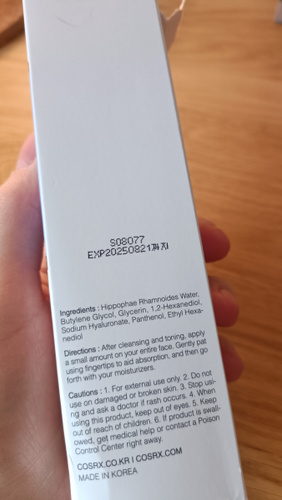 S08077
EXP20250821까지
Ingredients : Hippophae Rhamnoides Water,
Butylene Glycol, Glycerin, 1,2-Hexanediol,
Sodium Hyaluronate, Panthenol, Ethyl Hexa-
nediol
Directions : After cleansing and toning, apply
a small amount on your entire face. Gently pat
using fingertips to aid absorption, and then go
forth with your moisturizers.
Cautions : 1. For external use only. 2. Do not
use on damaged or broken skin. 3. Stop usi-
ng and ask a doctor if rash occurs. 4. When
using this product, keep out of eyes. 5. Keep
out of reach of children. 6. If product is swall-
owed, get medical help or contact a Poison
Control Center right away.
COSRX.CO.KR I COSRX.COM
MADE IN KOREA